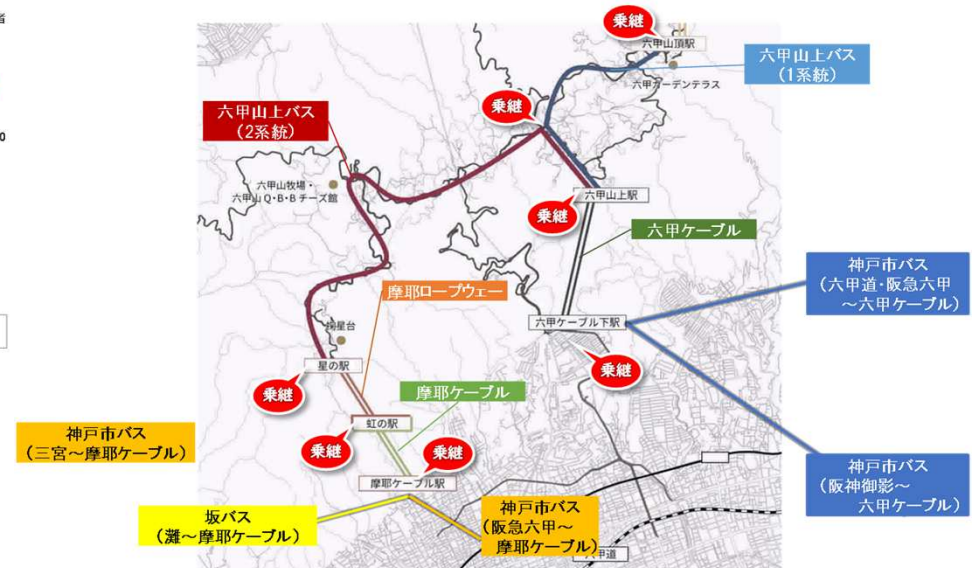 者
0
乗継
六甲山頂駅
六甲山上バス
(1系統)
六甲ガーデンテラス
乗継
六甲山上バス
(2系統)
六甲山牧場・
六甲山Q・B・Bチーズ館
六甲山上駅
乗継
六甲ケーブル
神戸市バス
(六甲道・阪急六甲
~六甲ケーブル)
摩耶ロープウェー
六甲ケーブル下駅
掬星台
星の駅
乗継
乗継
摩耶ケーブル
虹の駅
神戸市バス
(三宮~摩耶ケーブル)
乗継
乗継
摩耶ケーブル駅
神戸市バス
(阪神御影~
六甲ケーブル)
坂バス
(灘~摩耶ケーブル)
神戸市バス
(阪急六甲~
摩耶ケーブル)
六甲道